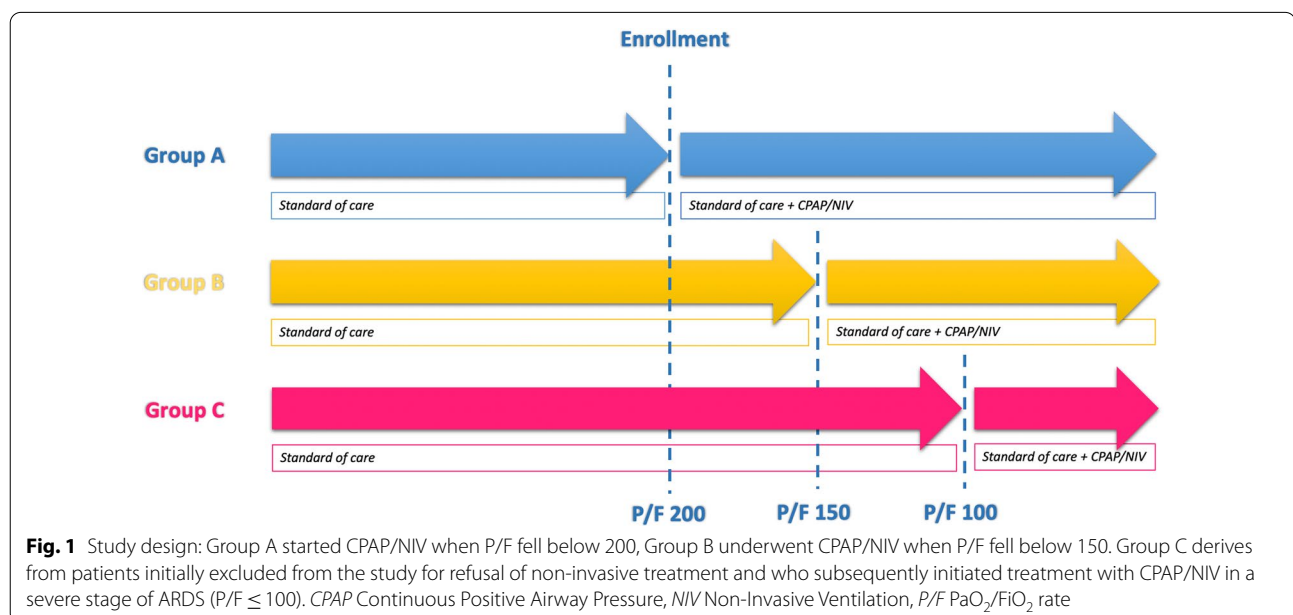 Enrollment
Group A
Standard of care
Standard of care + CPAP/NIV
Group B
Standard of care
Standard of care + CPAP/NIV
Group C
Standard of care
Standard of care + CPAP/NIV
P/F 200
P/F 150
P/F 100
Fig. 1 Study design: Group A started CPAP/NIV when P/F fell below 200, Group B underwent CPAP/NIV when P/F fell below 150. Group C derives
from patients initially excluded from the study for refusal of non-invasive treatment and who subsequently initiated treatment with CPAP/NIV in a
severe stage of ARDS (P/F ≤ 100). CPAP Continuous Positive Airway Pressure, NIV Non-Invasive Ventilation, P/F PaO₂/FiO₂ rate